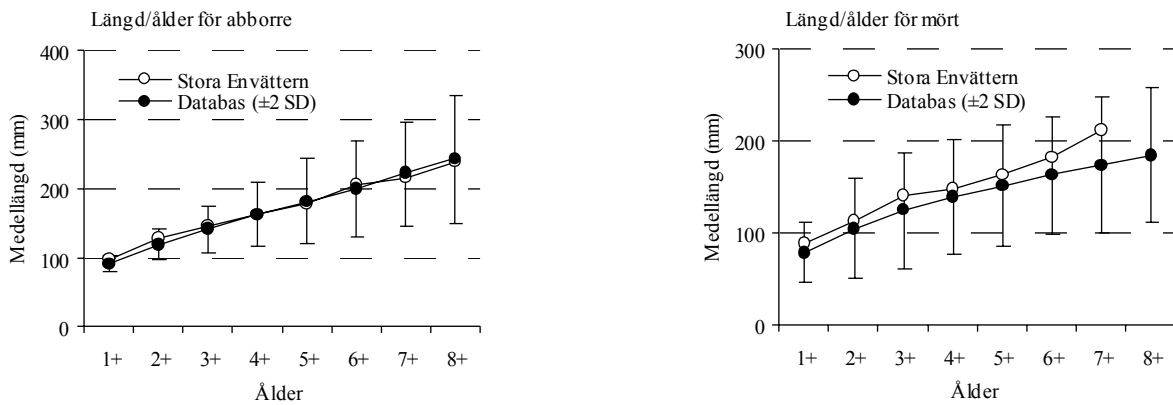 Längd/ålder för abborre
400
300
200
100
0
Medellängd (mm)
Stora Envättern
Databas (±2 SD)
1+ 2+ 3+ 4+ 5+ 6+ 7+ 8+
Ålder
Längd/ålder för mört
300
200
100
0
Medellängd (mm)
Stora Envättern
Databas (±2 SD)
1+ 2+ 3+ 4+ 5+ 6+ 7+ 8+
Ålder